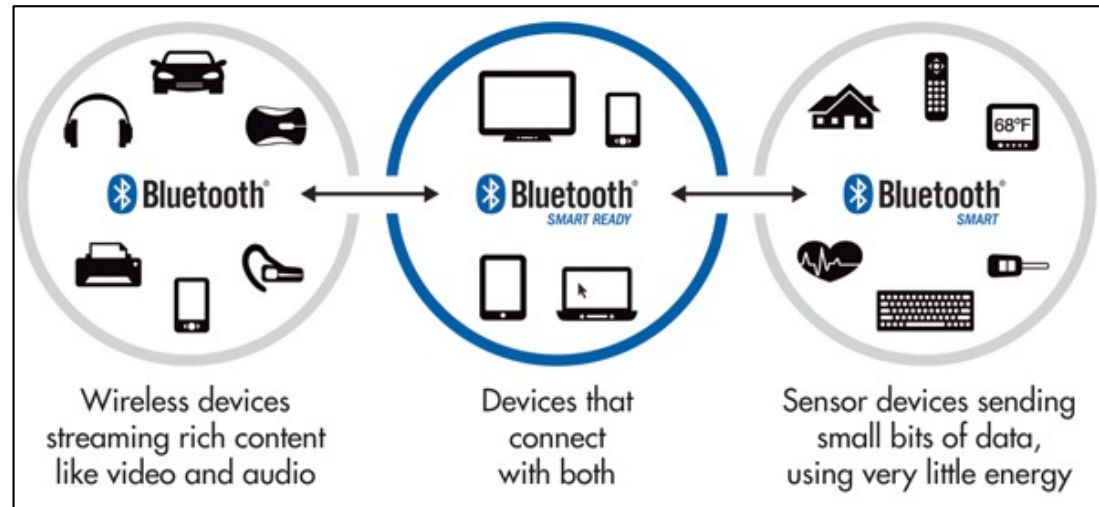 68°F
Bluetooth®
Bluetooth®
SMART READY
Bluetooth®
SMART
Wireless devices
streaming rich content
like video and audio
Devices that
connect
with both
Sensor devices sending
small bits of data,
using very little energy